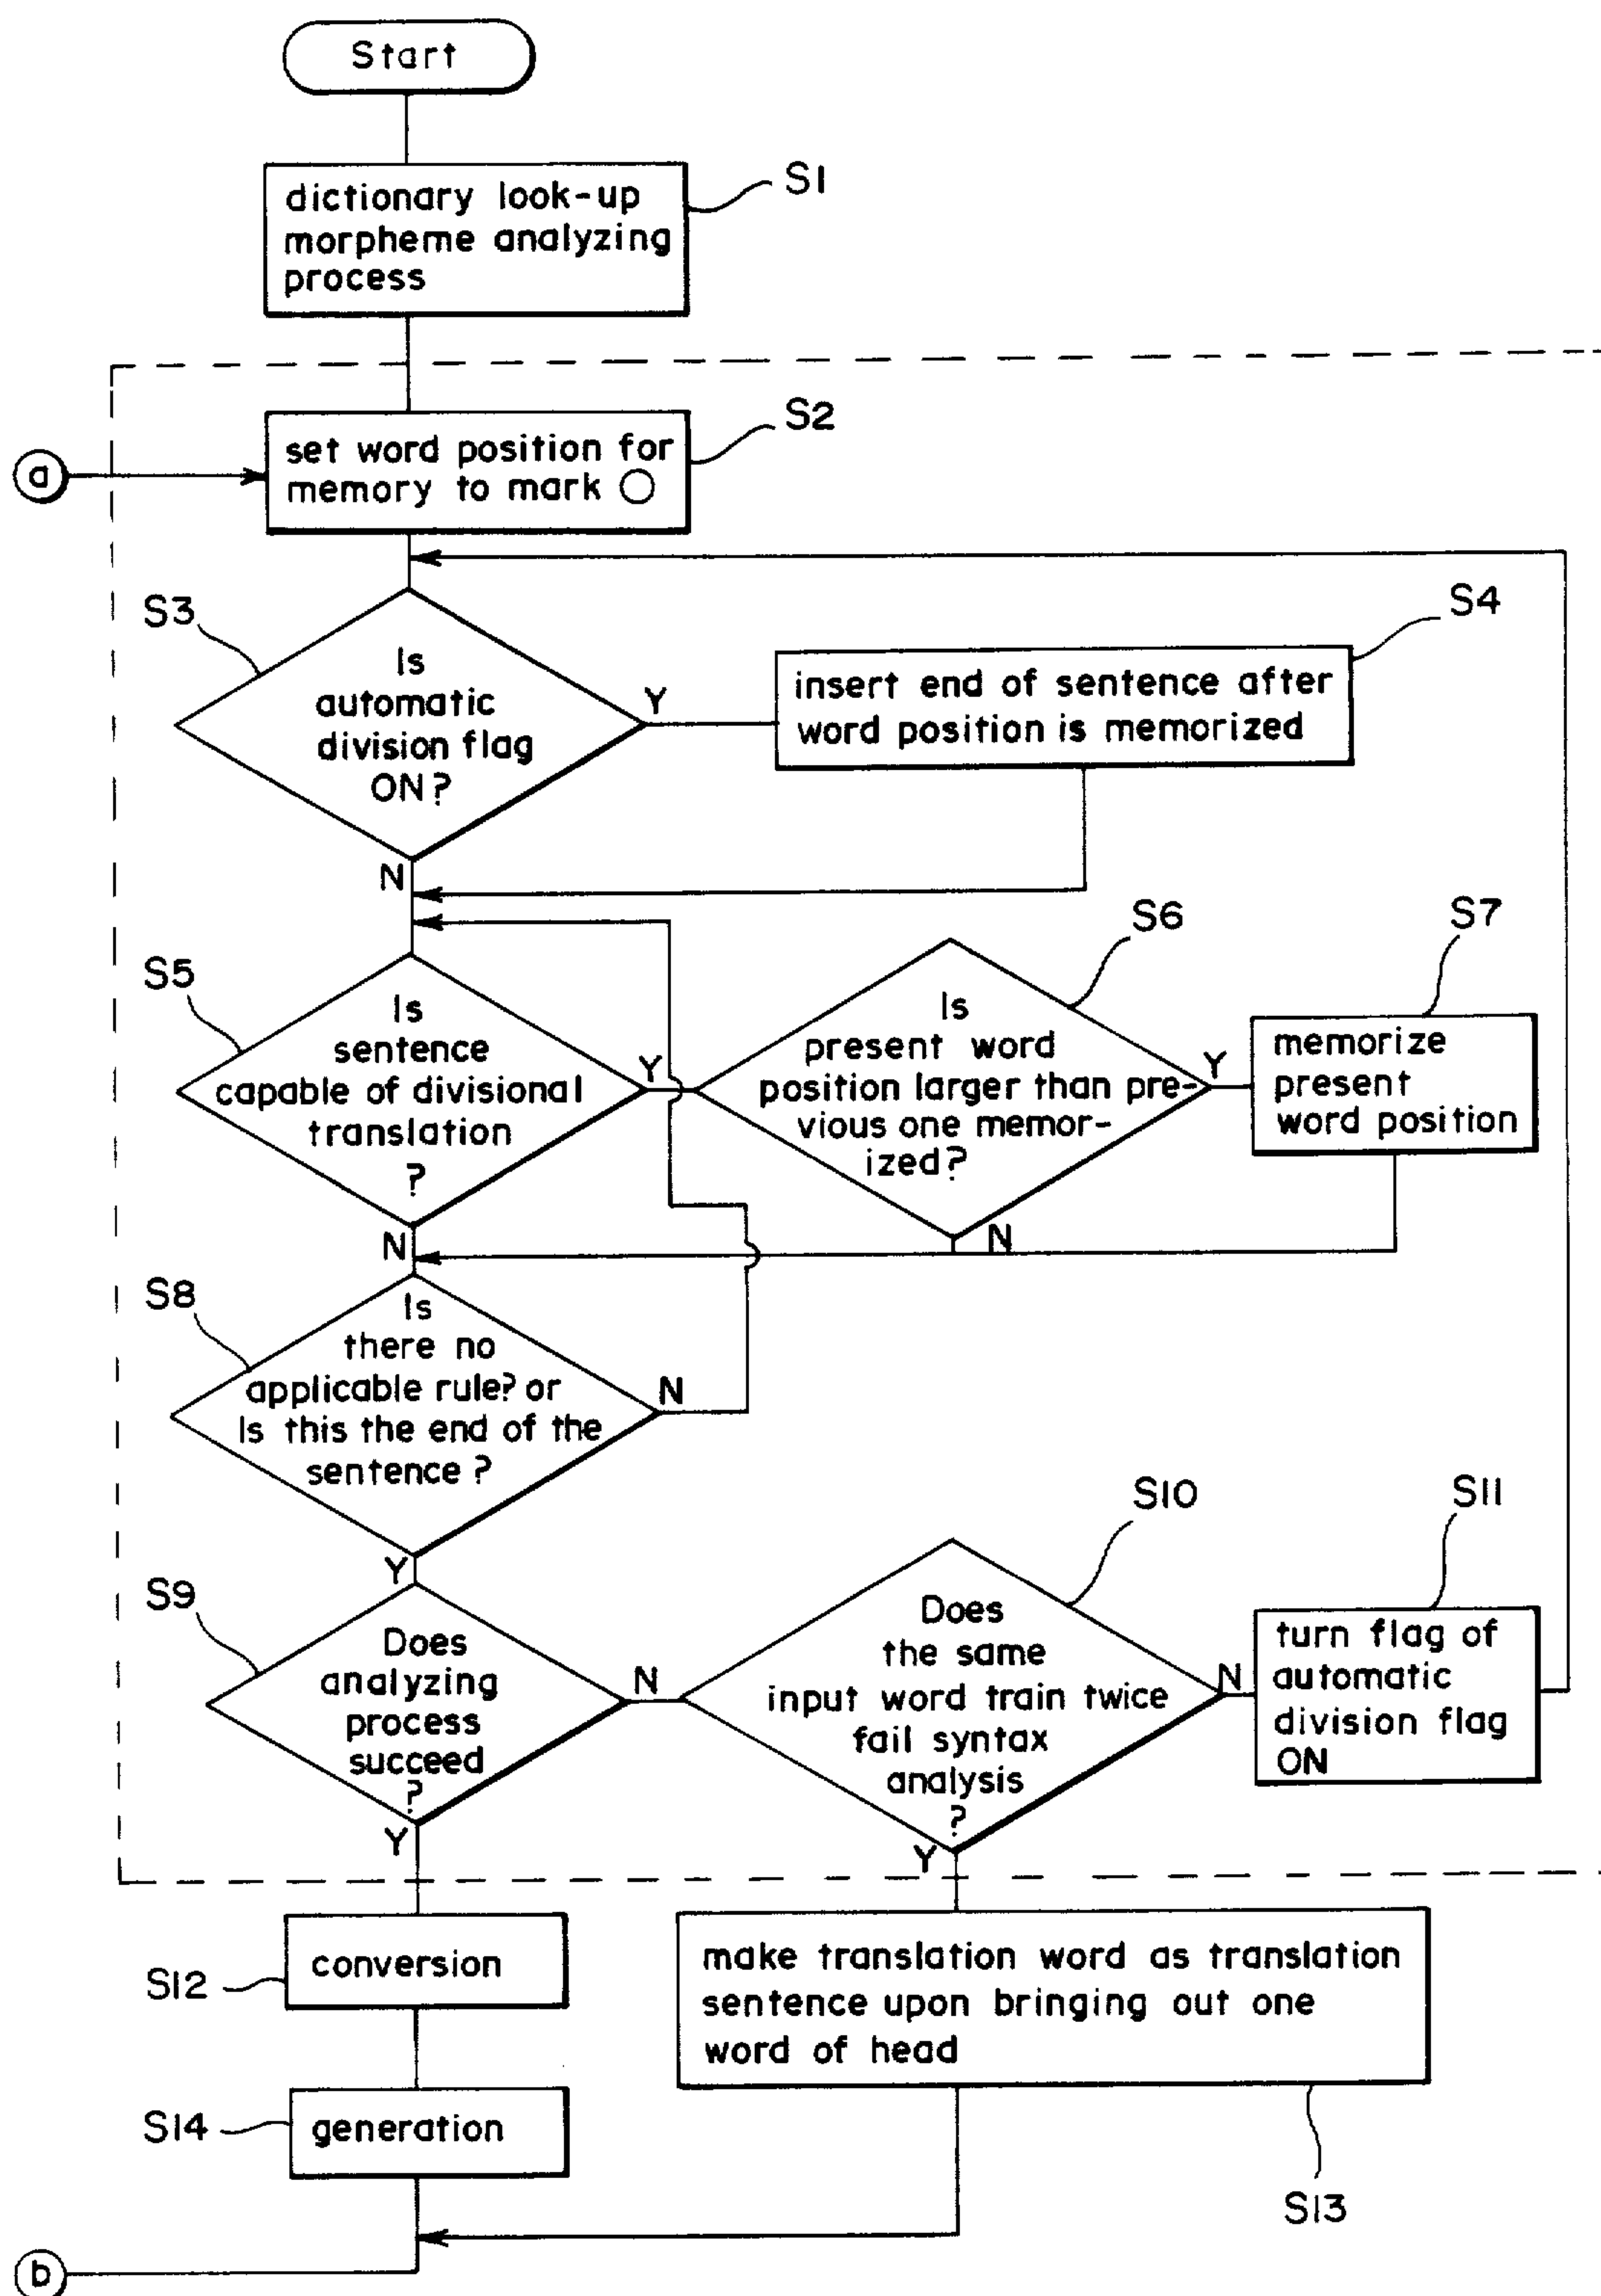 Start
dictionary look-up
morpheme analyzing
process
S1
a
set word position for
memory to mark ○
S2
S3
Is
automatic
division flag
ON?
Y
N
insert end of sentence after
word position is memorized
S4
S5
Is
sentence
capable of divisional
translation
?
Y
N
S6
Is
present word
position larger than pre-
vious one memor-
ized?
Y
N
S7
memorize
present
word position
S8
Is
there no
applicable rule? or
Is this the end of the
sentence?
N
Y
S9
Does
analyzing
process
succeed
?
N
Y
S10
Does
the same
input word train twice
fail syntax
analysis
?
N
Y
S11
turn flag of
automatic
division flag
ON
S12
conversion
make translation word as translation
sentence upon bringing out one
word of head
S13
S14
generation
b